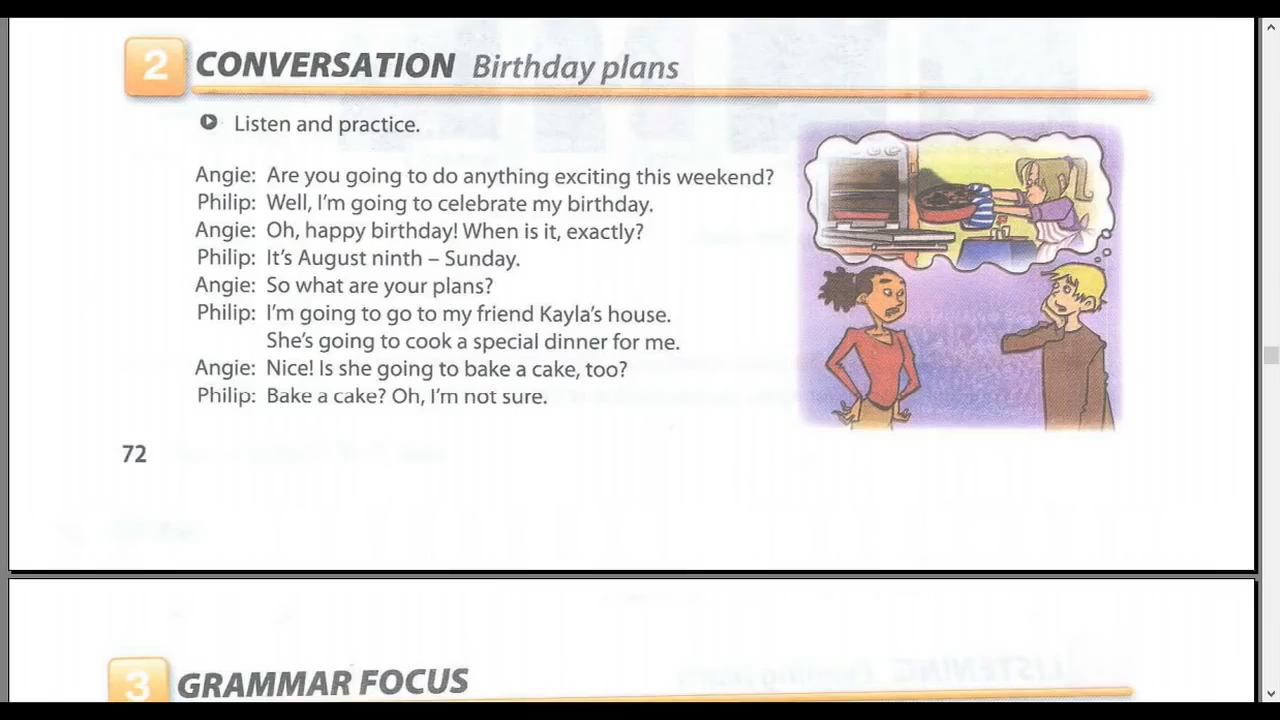 2 CONVERSATION Birthday plans
Listen and practice.
Angie: Are you going to do anything exciting this weekend?
Philip: Well, I'm going to celebrate my birthday.
Angie: Oh, happy birthday! When is it, exactly?
Philip: It's August ninth – Sunday.
Angie: So what are your plans?
Philip: I'm going to go to my friend Kayla's house.
She's going to cook a special dinner for me.
Angie: Nice! Is she going to bake a cake, too?
Philip: Bake a cake? Oh, I'm not sure.
72
3 GRAMMAR FOCUS